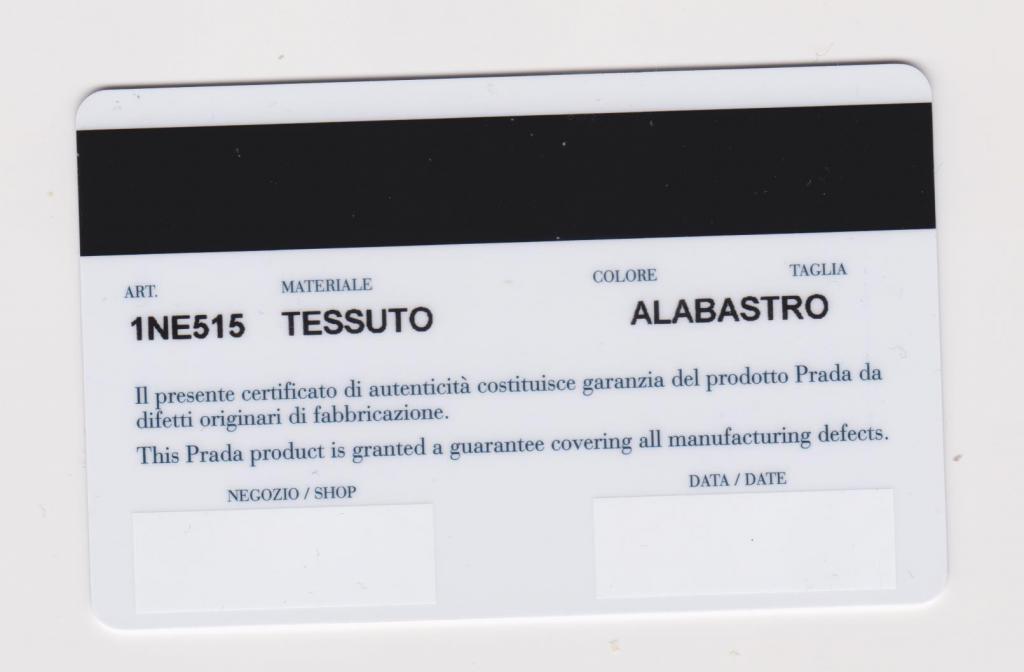 ART. MATERIALE COLORE TAGLIA
1NE515 TESSUTO ALABASTRO
Il presente certificato di autenticità costituisce garanzia del prodotto Prada da
difetti originari di fabbricazione.
This Prada product is granted a guarantee covering all manufacturing defects.
NEGOZIO / SHOP DATA / DATE